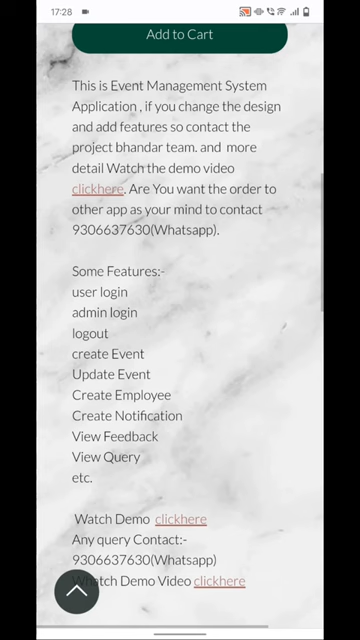 17:28
Add to Cart
This is Event Management System
Application , if you change the design
and add features so contact the
project bhandar team. and more
detail Watch the demo video
clickhere. Are You want the order to
other app as your mind to contact
9306637630(Whatsapp).
Some Features:-
user login
admin login
logout
create Event
Update Event
Create Employee
Create Notification
View Feedback
View Query
etc.
Watch Demo clickhere
Any query Contact:-
9306637630(Whatsapp)
Whatch Demo Video clickhere